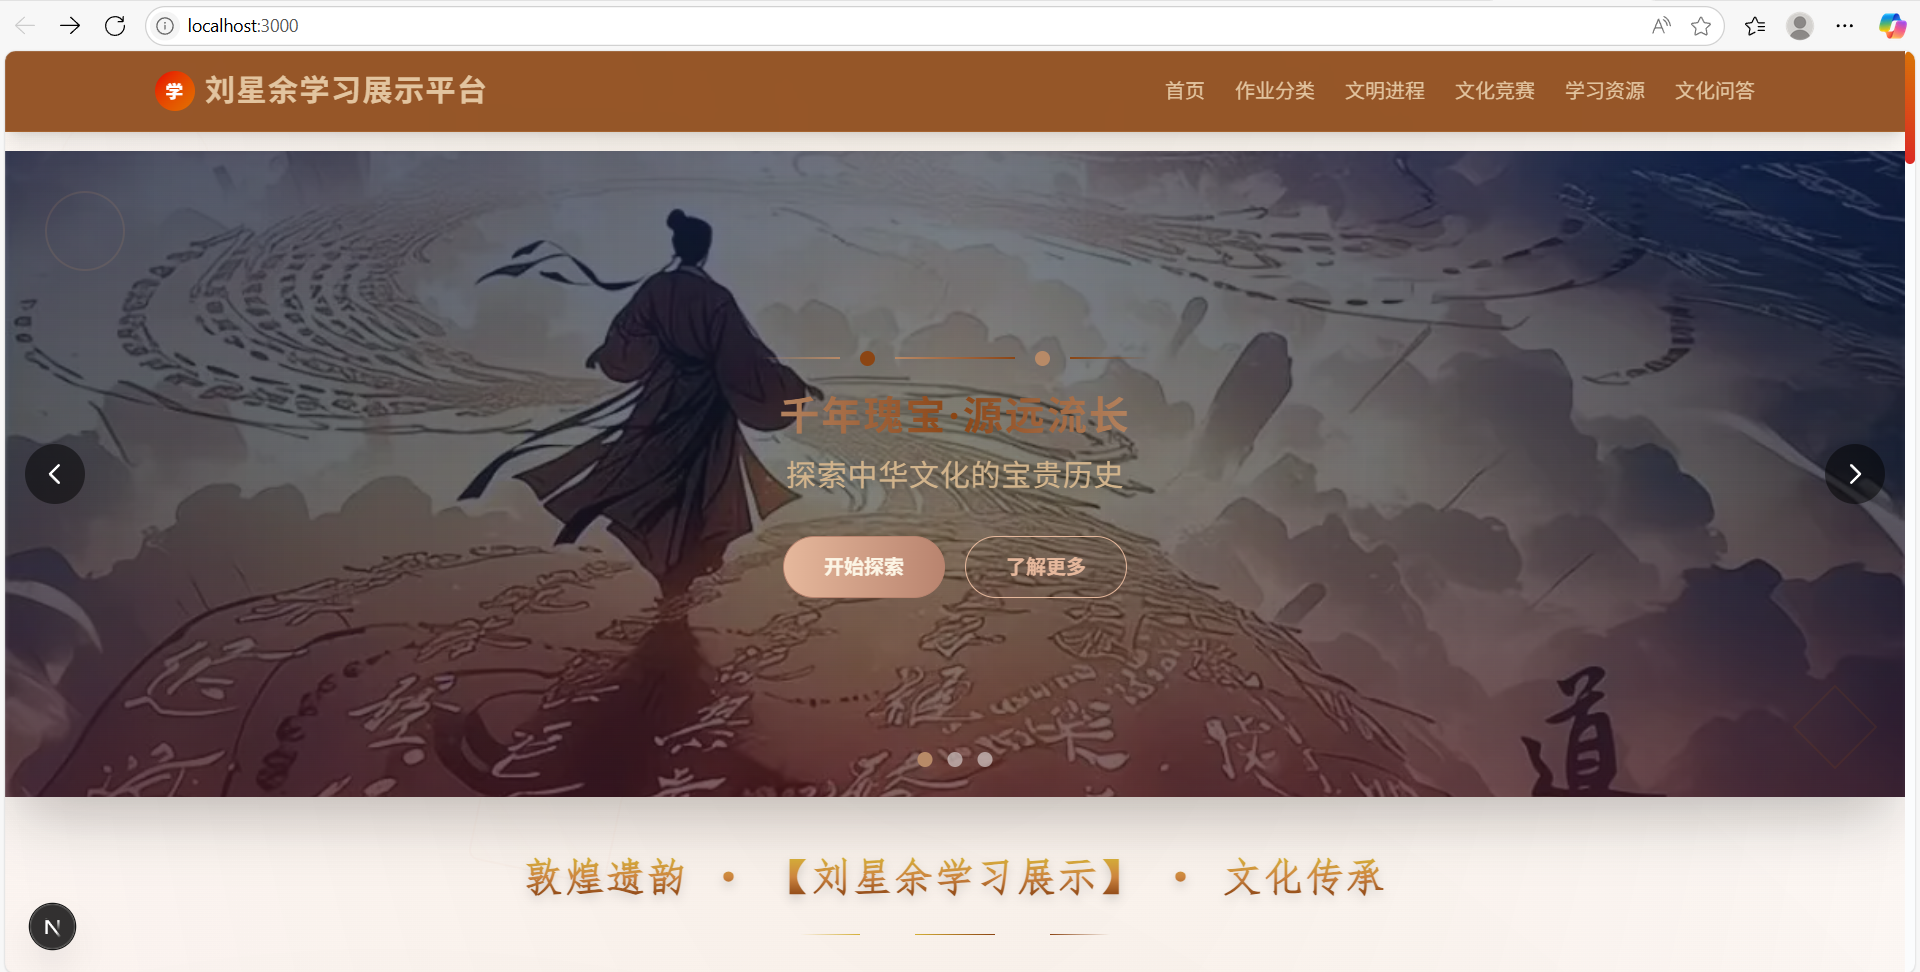 localhost:3000
学 刘星余学习展示平台
首页 作业分类 文明进程 文化竞赛 学习资源 文化问答
千年瑰宝·源远流长
探索中华文化的宝贵历史
开始探索 了解更多
道
敦煌遗韵 • 【刘星余学习展示】 • 文化传承
N